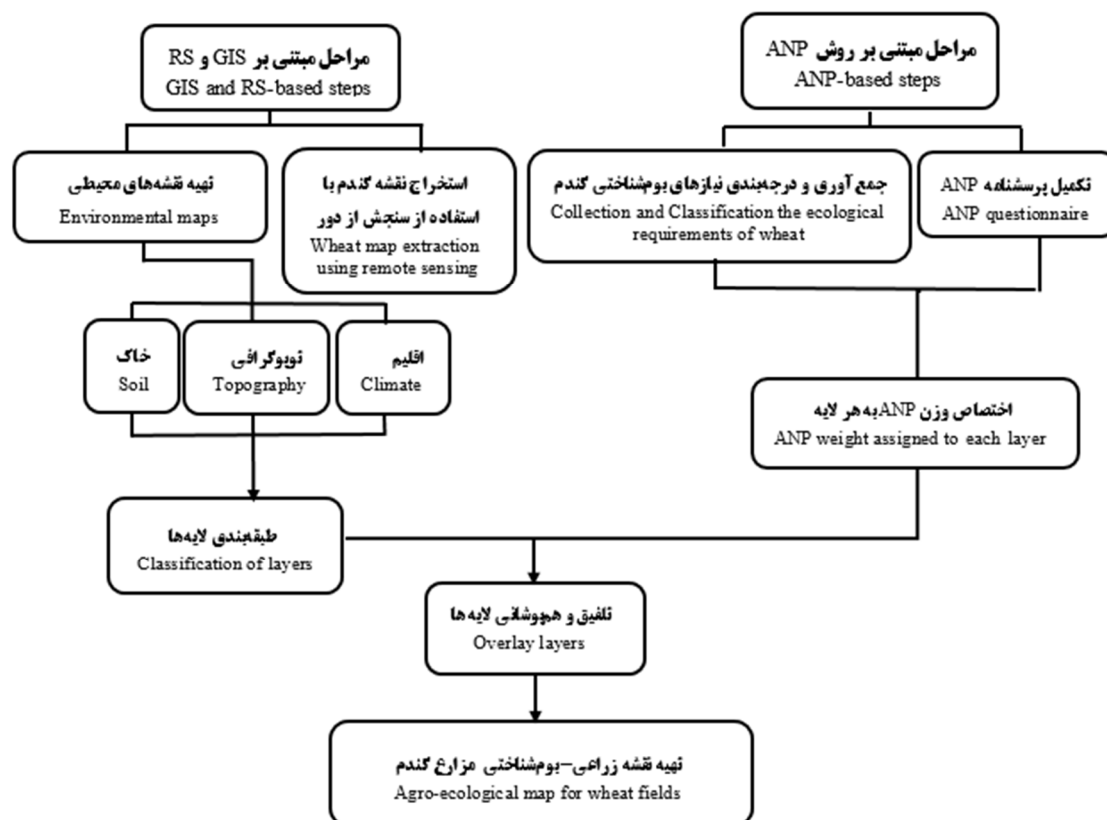 مراحل مبتنی بر GIS و RS
GIS and RS-based steps
مراحل مبتنی بر روش ANP
ANP-based steps
تهیه نقشه‌های محیطی
Environmental maps
استخراج نقشه گندم با
استفاده از سنجش از دور
Wheat map extraction
using remote sensing
جمع آوری و درجه‌بندی نیازهای بوم‌شناختی گندم
Collection and Classification the ecological
requirements of wheat
تکمیل پرسشنامه ANP
ANP questionnaire
خاک
Soil
توپوگرافی
Topography
اقلیم
Climate
اختصاص وزن ANP به هر لایه
ANP weight assigned to each layer
طبقه‌بندی لایه‌ها
Classification of layers
تلفیق و هم‌پوشانی لایه‌ها
Overlay layers
تهیه نقشه زراعی–بوم‌شناختی مزارع گندم
Agro-ecological map for wheat fields